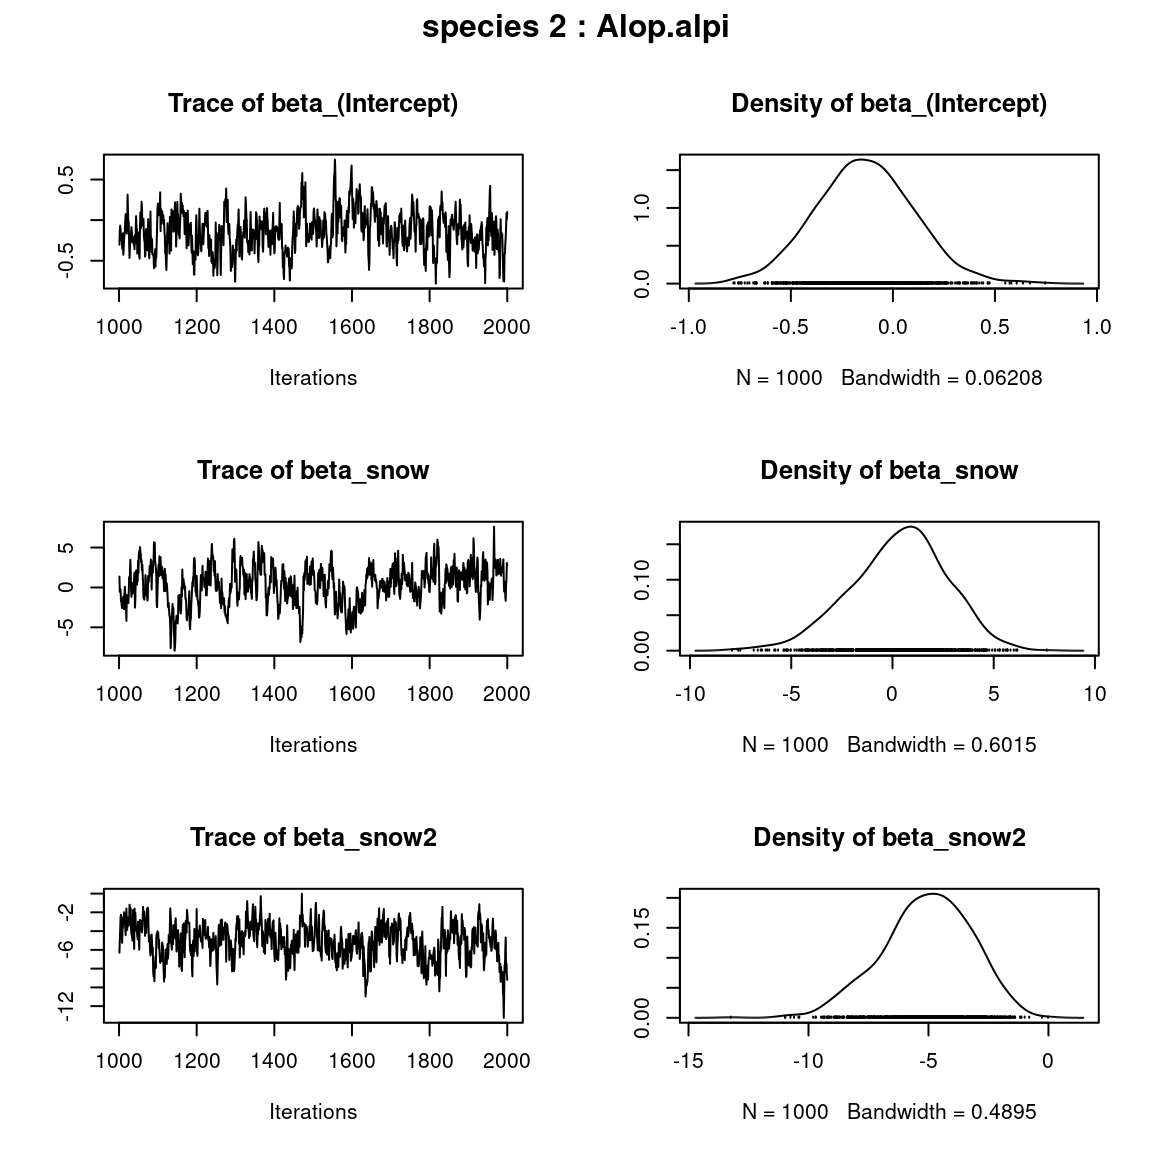 species 2 : Alop.alpi
Trace of beta_(Intercept)
0.5
-0.5
1000 1200 1400 1600 1800 2000
Iterations
Density of beta_(Intercept)
1.0
0.0
-1.0 -0.5 0.0 0.5 1.0
N = 1000 Bandwidth = 0.06208
Trace of beta_snow
5
0
-5
1000 1200 1400 1600 1800 2000
Iterations
Density of beta_snow
0.10
0.00
-10 -5 0 5 10
N = 1000 Bandwidth = 0.6015
Trace of beta_snow2
-2
-6
-12
1000 1200 1400 1600 1800 2000
Iterations
Density of beta_snow2
0.15
0.00
-15 -10 -5 0
N = 1000 Bandwidth = 0.4895